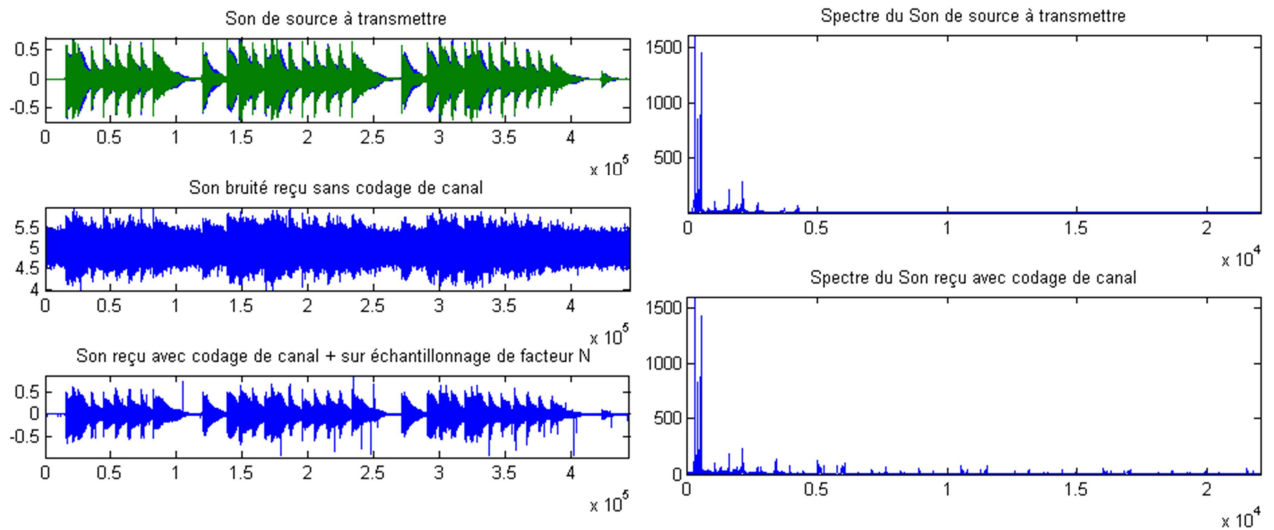 Son de source à transmettre
0.5
0
-0.5
0 0.5 1 1.5 2 2.5 3 3.5 4
x 10^5
Son bruité reçu sans codage de canal
5.5
5
4.5
4
0 0.5 1 1.5 2 2.5 3 3.5 4
x 10^5
Son reçu avec codage de canal + sur échantillonnage de facteur N
0.5
0
-0.5
0 0.5 1 1.5 2 2.5 3 3.5 4
x 10^5
Spectre du Son de source à transmettre
1500
1000
500
0 0.5 1 1.5 2
x 10^4
Spectre du Son reçu avec codage de canal
1500
1000
500
0
0 0.5 1 1.5 2
x 10^4